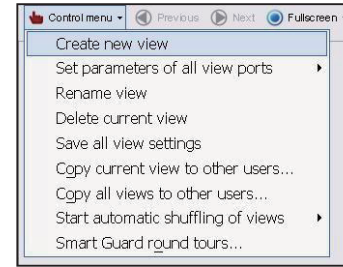 Control menu Previous Next Fullscreen
Create new view
Set parameters of all view ports
Rename view
Delete current view
Save all view settings
Copy current view to other users...
Copy all views to other users...
Start automatic shuffling of views
Smart Guard round tours...